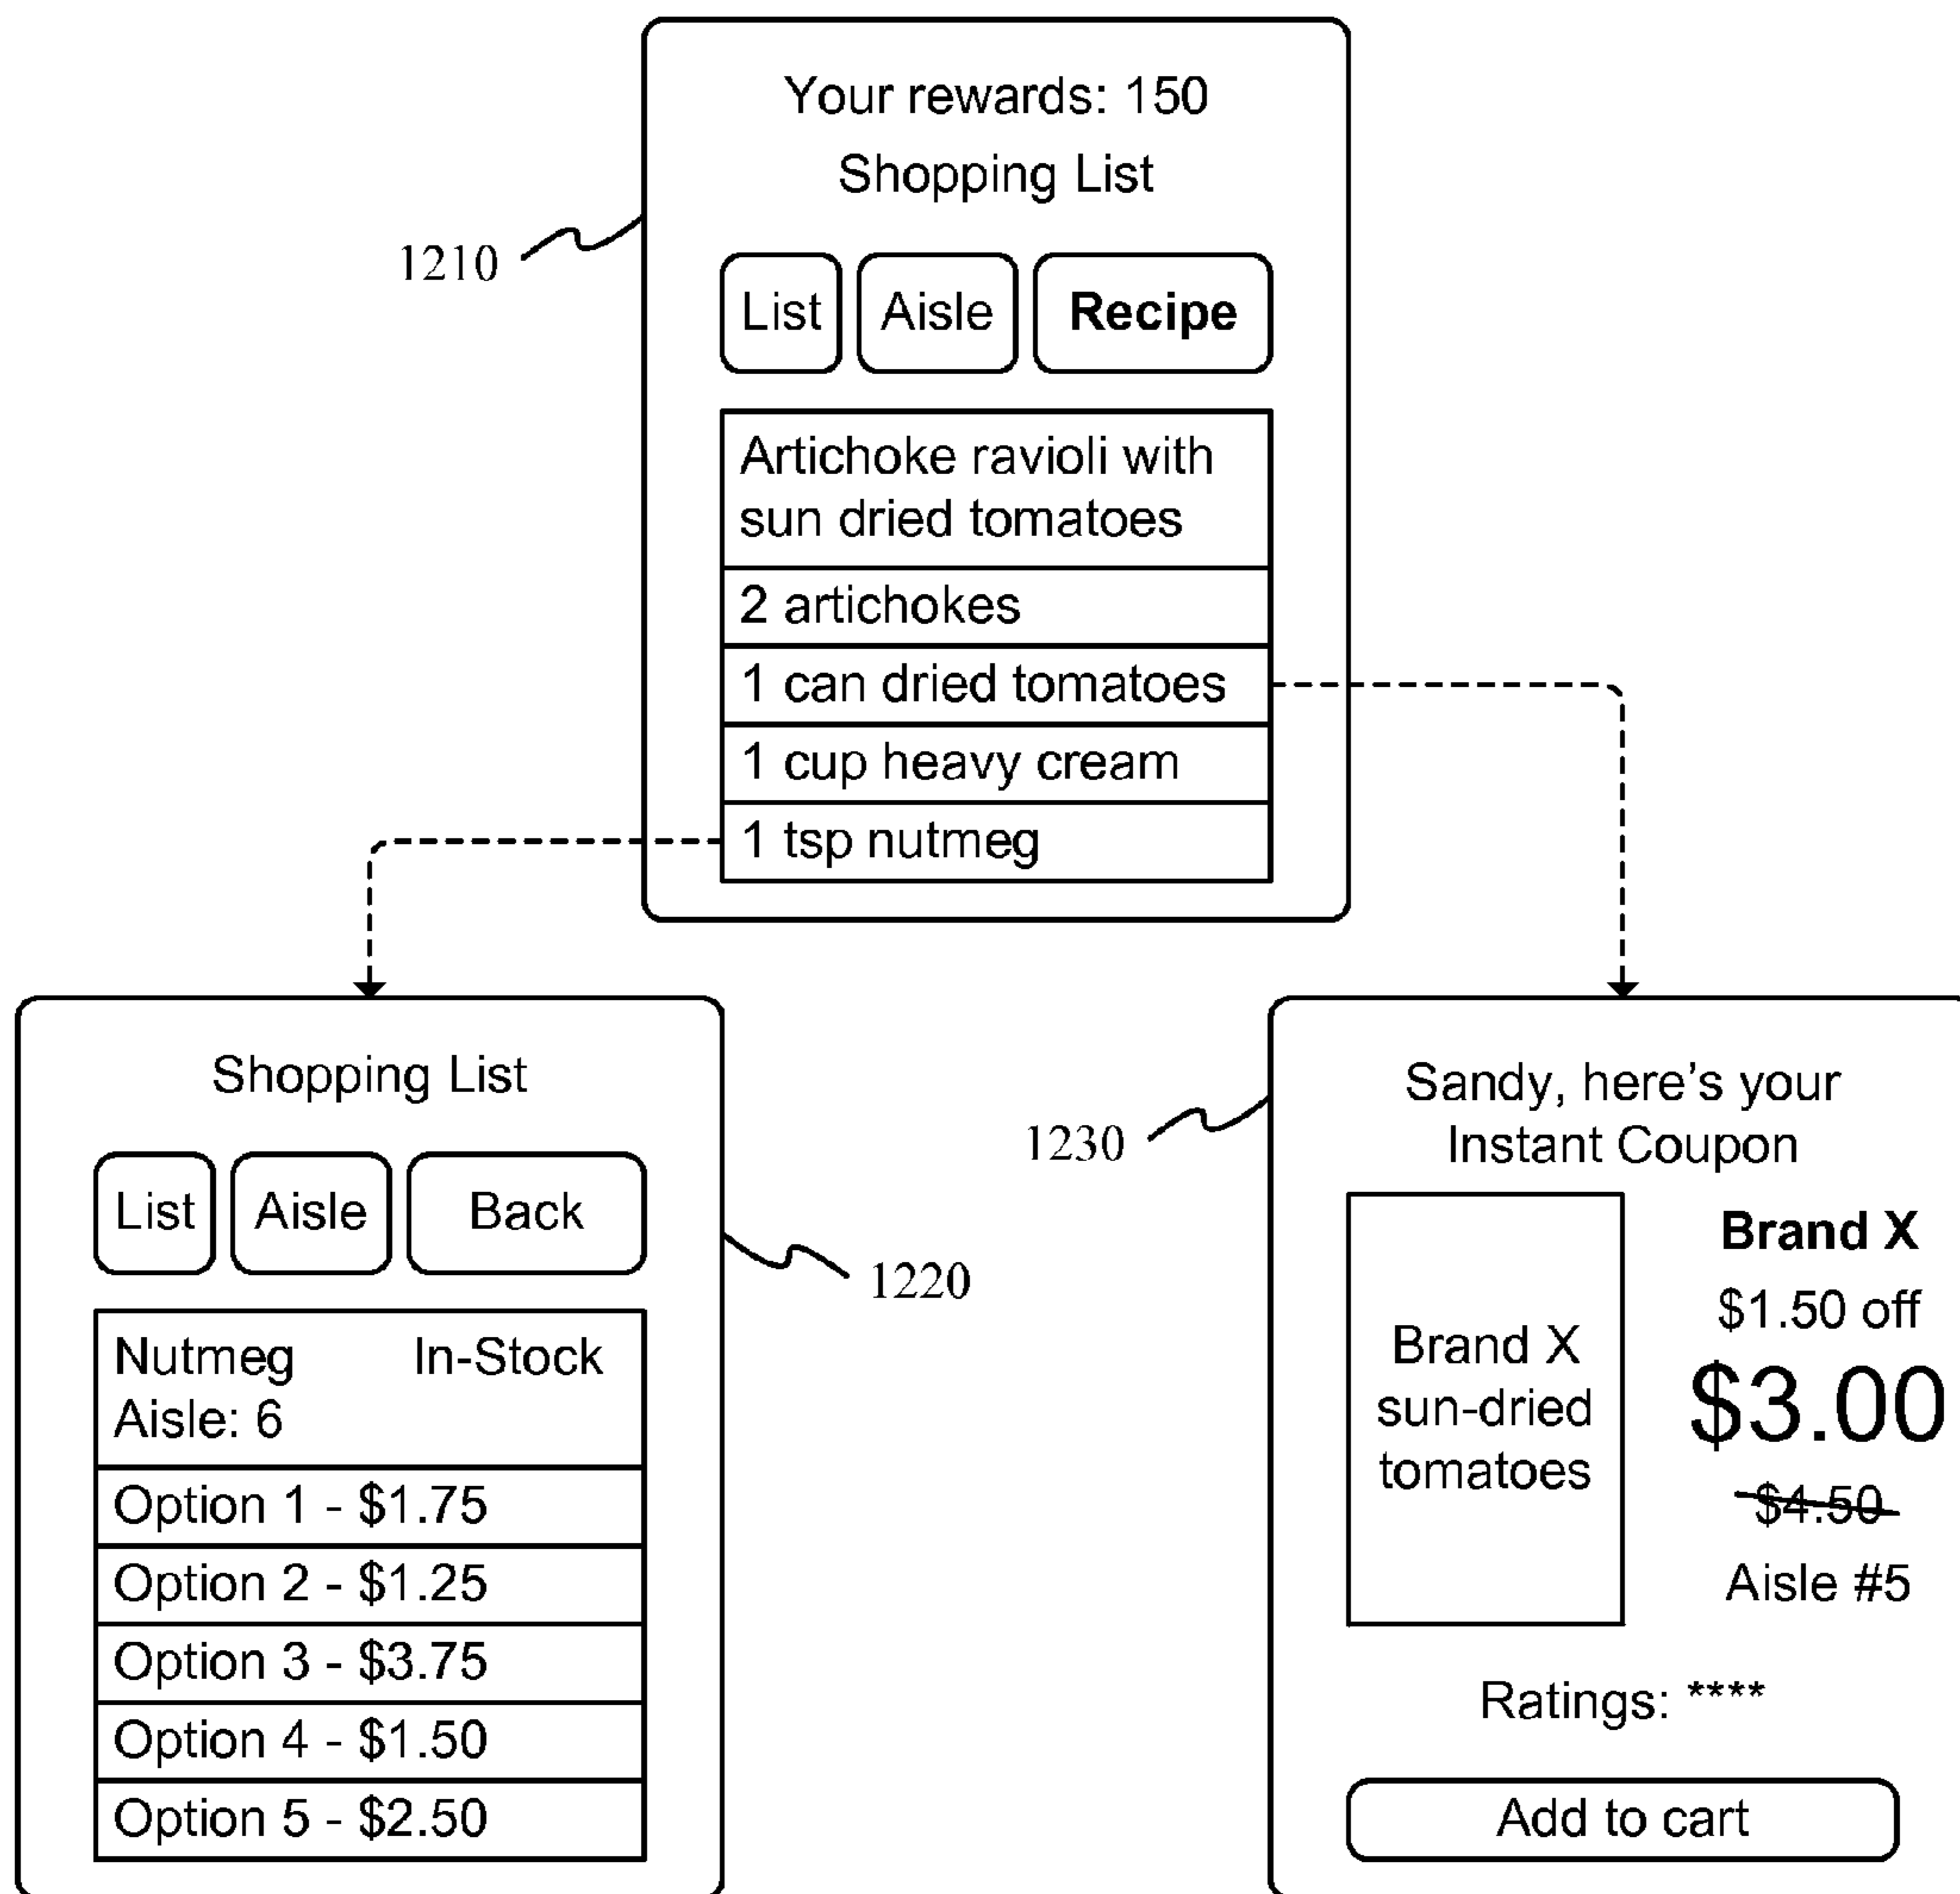 Your rewards: 150
Shopping List
1210
List
Aisle
Recipe
Artichoke ravioli with
sun dried tomatoes
2 artichokes
1 can dried tomatoes
1 cup heavy cream
1 tsp nutmeg
Shopping List
List
Aisle
Back
1220
Nutmeg In-Stock
Aisle: 6
Option 1 - $1.75
Option 2 - $1.25
Option 3 - $3.75
Option 4 - $1.50
Option 5 - $2.50
1230
Sandy, here's your
Instant Coupon
Brand X
sun-dried
tomatoes
Brand X
$1.50 off
$3.00
$4.50
Aisle #5
Ratings: ****
Add to cart